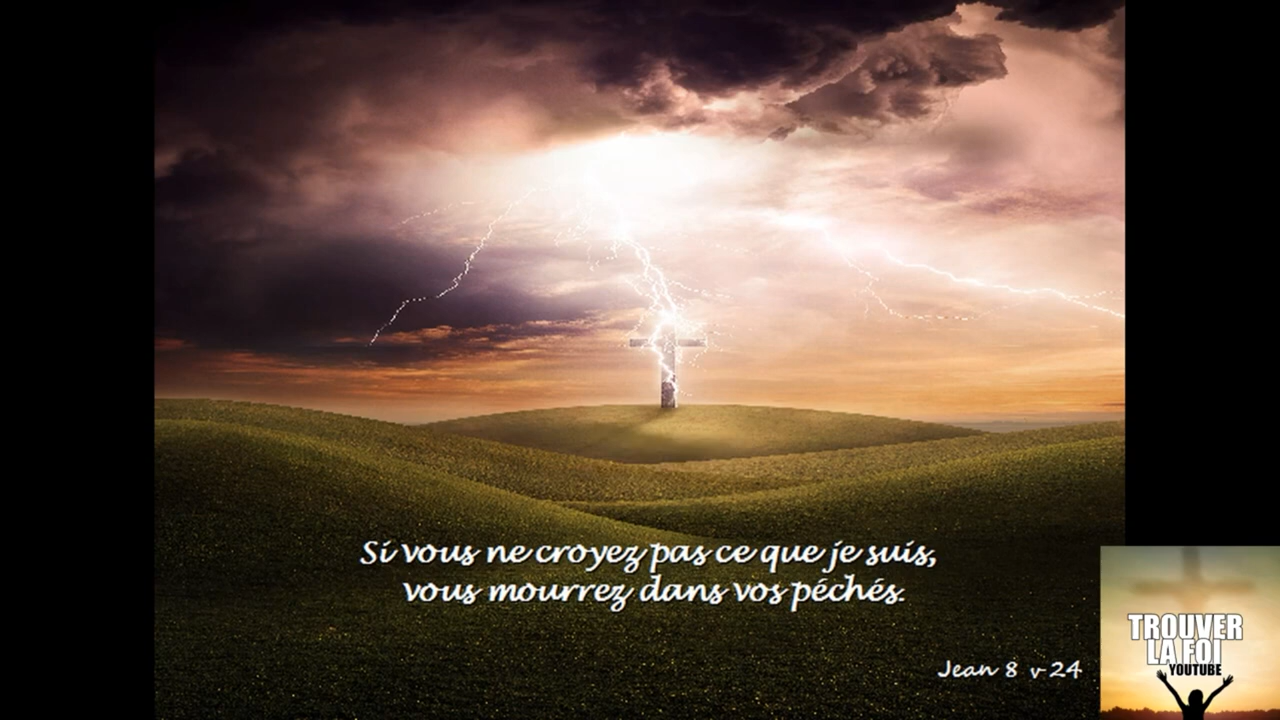 Si vous ne croyez pas ce que je suis,
vous mourrez dans vos péchés.
Jean 8 v 24
TROUVER
LA FOI
YOUTUBE